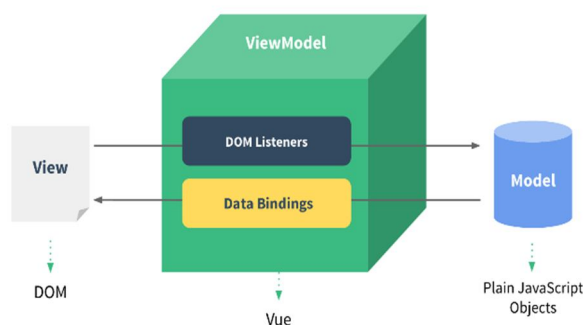 ViewModel
DOM Listeners
View
Model
Data Bindings
DOM
Plain JavaScript
Objects
Vue